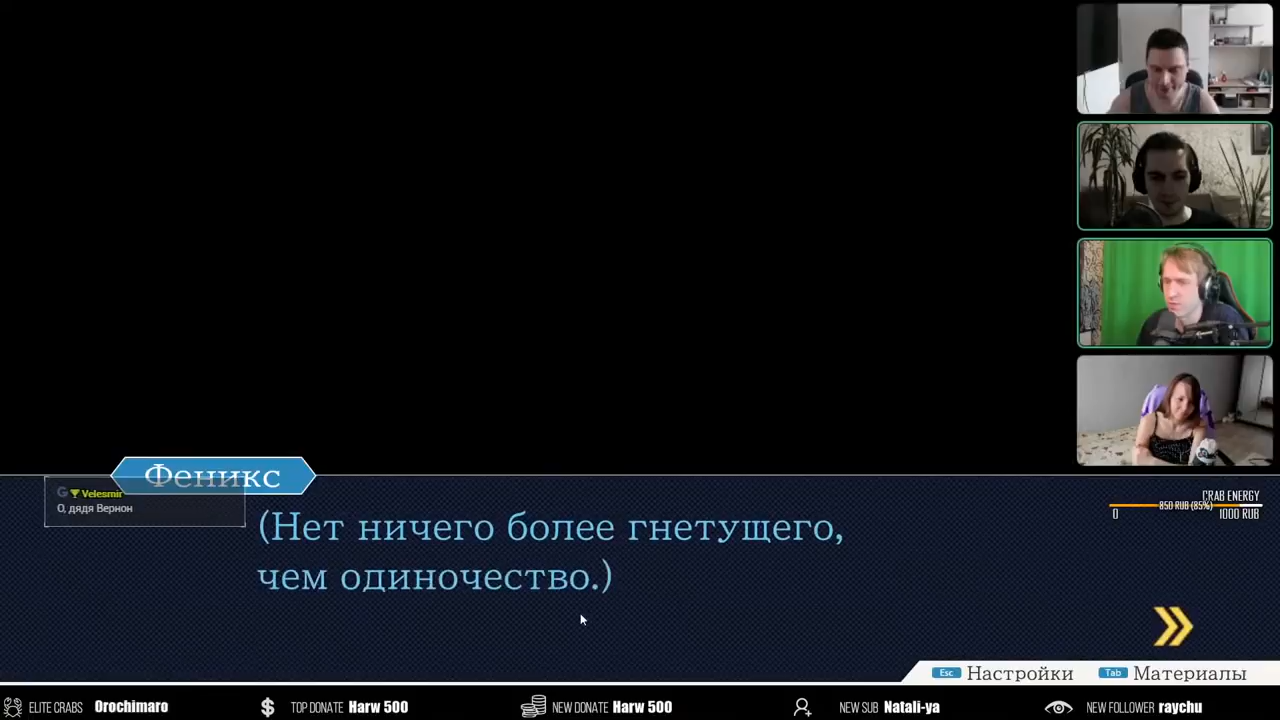 Феникс
Velesmir
О, дядя Вернон
(Нет ничего более гнетущего,
чем одиночество.)
CRAB ENERGY
850 RUB (85%)
0
1000 RUB
Esc Настройки
Tab Материалы
ELITE CRABS Orochimaro
$ TOP DONATE Harw 500
NEW DONATE Harw 500
NEW SUB Natali-ya
NEW FOLLOWER raychu